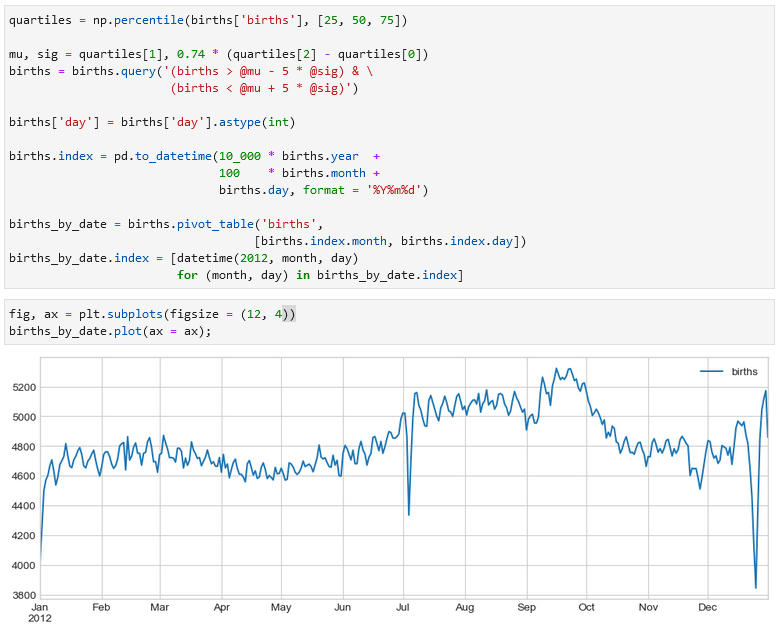 quartiles = np.percentile(births['births'], [25, 50, 75])
mu, sig = quartiles[1], 0.74 * (quartiles[2] - quartiles[0])
births = births.query('(births > @mu - 5 * @sig) & \
(births < @mu + 5 * @sig)')
births['day'] = births['day'].astype(int)
births.index = pd.to_datetime(10_000 * births.year +
100 * births.month +
births.day, format = '%Y%m%d')
births_by_date = births.pivot_table('births',
[births.index.month, births.index.day])
births_by_date.index = [datetime(2012, month, day)
for (month, day) in births_by_date.index]
fig, ax = plt.subplots(figsize = (12, 4))
births_by_date.plot(ax = ax);
births
5200
5000
4800
4600
4400
4200
4000
3800
Jan Feb Mar Apr May Jun Jul Aug Sep Oct Nov Dec
2012